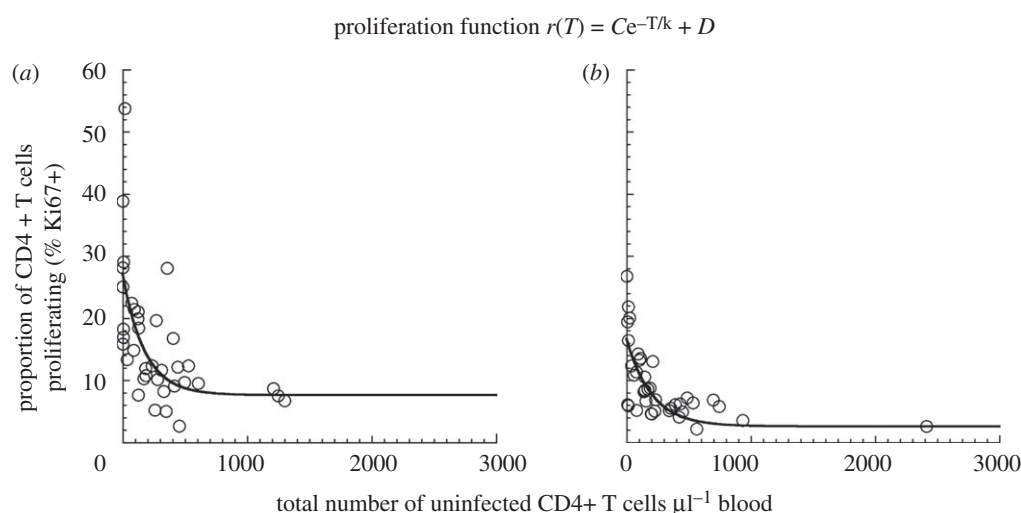 proliferation function r(T) = Ce–T/k + D
(a)
(b)
60
50
40
30
20
10
0
1000
2000
3000
0
1000
2000
3000
proportion of CD4 + T cells
proliferating (% Ki67+)
total number of uninfected CD4+ T cells µl–1 blood